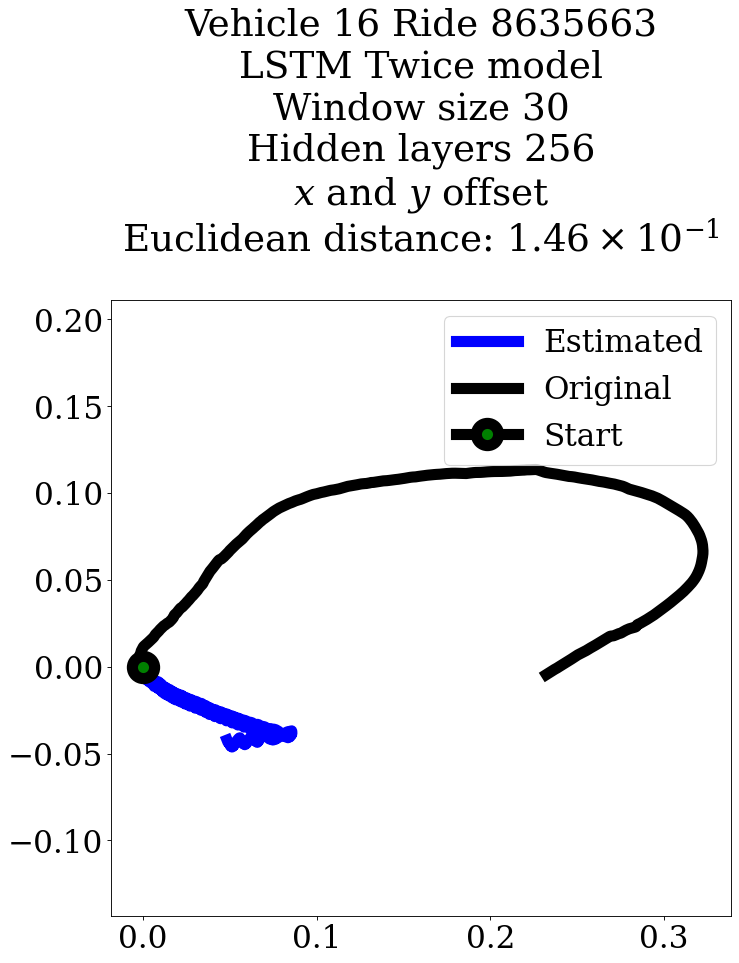 Vehicle 16 Ride 8635663
LSTM Twice model
Window size 30
Hidden layers 256
x and y offset
Euclidean distance: 1.46 × 10⁻¹
0.20
0.15
0.10
0.05
0.00
−0.05
−0.10
Estimated
Original
Start
0.0 0.1 0.2 0.3